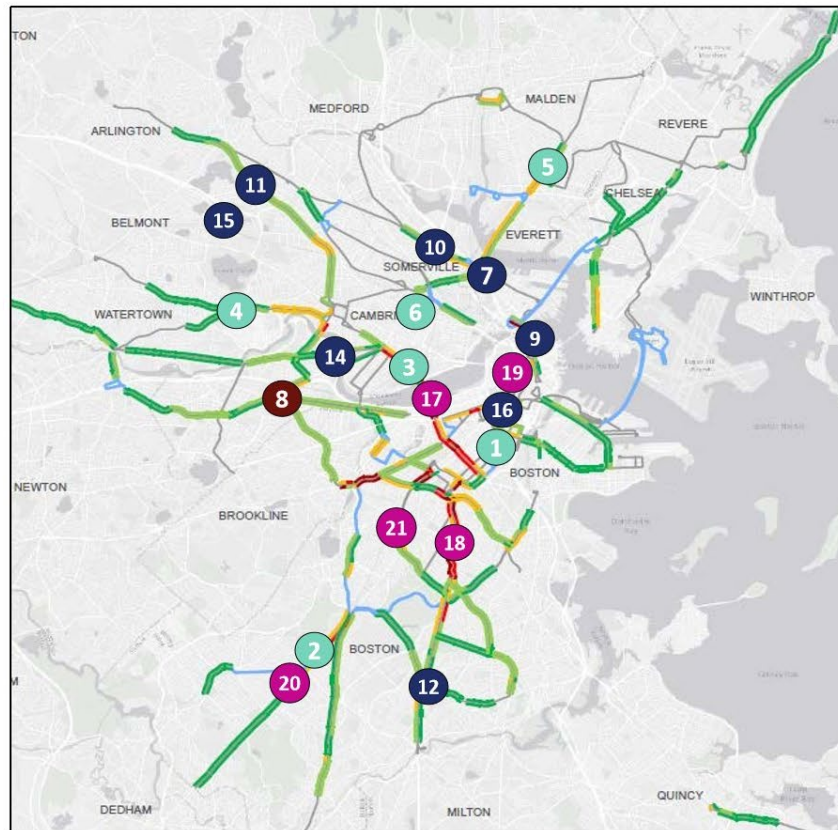 TON
MALDEN
MEDFORD
REVERE
ARLINGTON
5
11
CHELSEA
15
BELMONT
EVERETT
10
SOMERVILLE
7
WINTHROP
4
6
WATERTOWN
CAMBRI
9
14
3
19
8
17
16
1
BOSTON
NEWTON
BROOKLINE
21
18
2
BOSTON
20
12
M
QUINCY
DEDHAM
MILTON